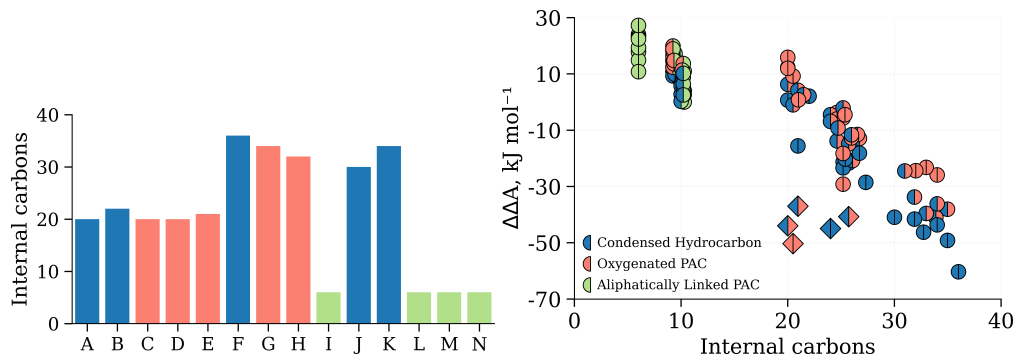 Internal carbons
40
30
20
10
0
A B C D E F G H I J K L M N
ΔΔA, kJ mol⁻¹
30
10
-10
-30
-50
-70
Condensed Hydrocarbon
Oxygenated PAC
Aliphatically Linked PAC
0 10 20 30 40
Internal carbons